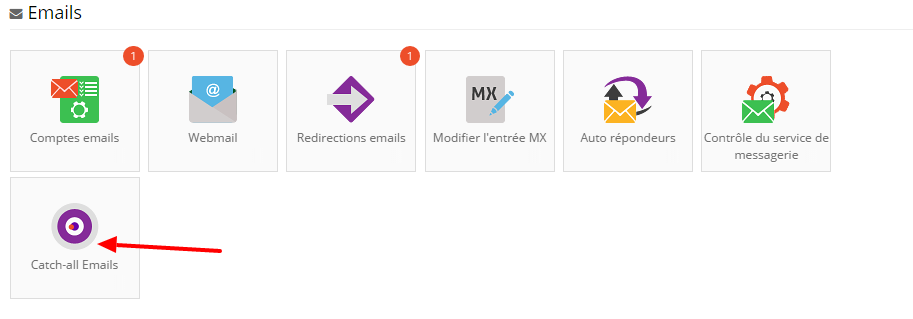 Emails
1
1
@
MX
Comptes emails
Webmail
Redirections emails
Modifier l'entrée MX
Auto répondeurs
Contrôle du service de
messagerie
Catch-all Emails